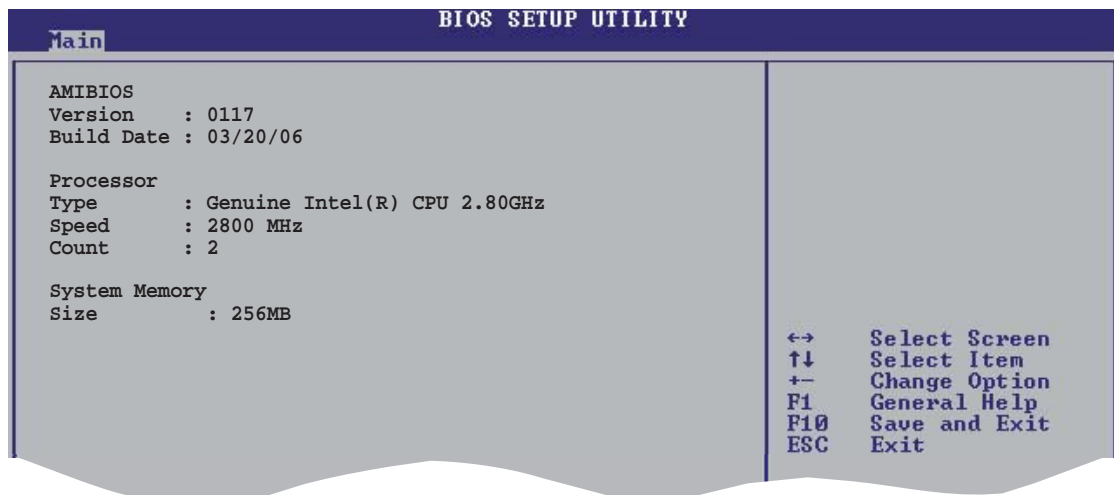 BIOS SETUP UTILITY
Main
AMIBIOS
Version : 0117
Build Date : 03/20/06
Processor
Type : Genuine Intel(R) CPU 2.80GHz
Speed : 2800 MHz
Count : 2
System Memory
Size : 256MB
←→ Select Screen
↑↓ Select Item
+- Change Option
F1 General Help
F10 Save and Exit
ESC Exit